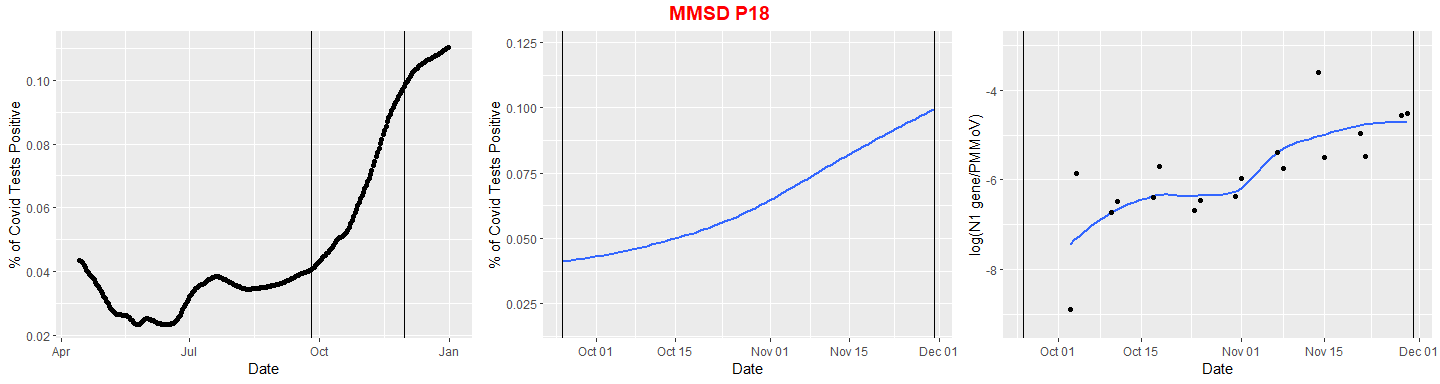 MMSD P18
% of Covid Tests Positive
0.10
0.08
0.06
0.04
0.02
Apr Jul Oct Jan
Date
% of Covid Tests Positive
0.125
0.100
0.075
0.050
0.025
Oct 01 Oct 15 Nov 01 Nov 15 Dec 01
Date
log(N1 gene/PMMoV)
-4
-6
-8
Oct 01 Oct 15 Nov 01 Nov 15 Dec 01
Date